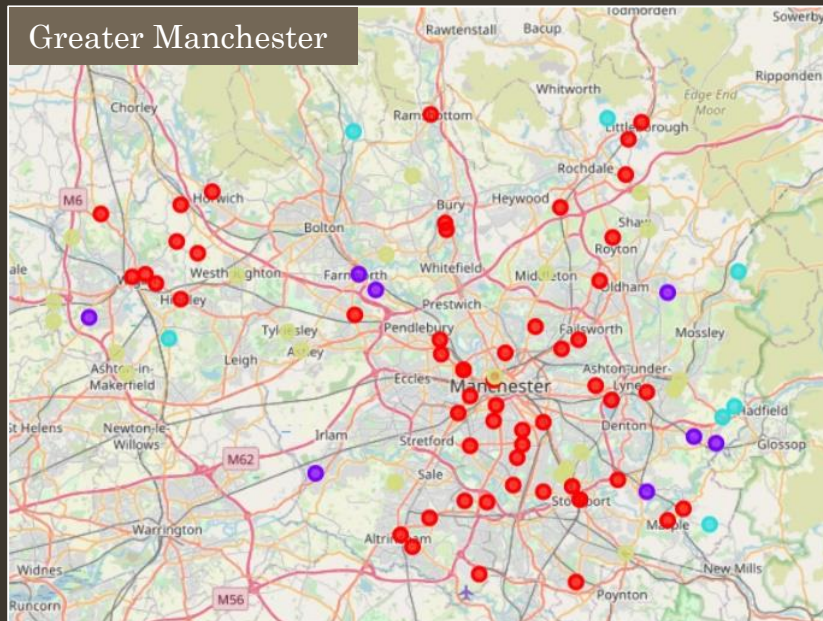 Greater Manchester
Todmorden
Rawtenstall
Bacup
Sowerby
Ripponden
Whitworth
Edge End
Moor
Chorley
Littleborough
Rochdale
M6
Horwich
Bury
Heywood
Bolton
Shaw
Royton
Whitefield
Middleton
Oldham
Farnworth
Prestwich
Hindley
Pendlebury
Failsworth
Mossley
Tyldesley
Astley
Leigh
Ashton-in-
Makerfield
Eccles
Manchester
Ashton-under-
Lyne
Hadfield
St Helens
Newton-le-
Willows
Irlam
Stretford
Denton
Glossop
M62
Sale
Stockport
Warrington
Marple
Altrincham
Widnes
New Mills
M56
Poynton
Runcorn